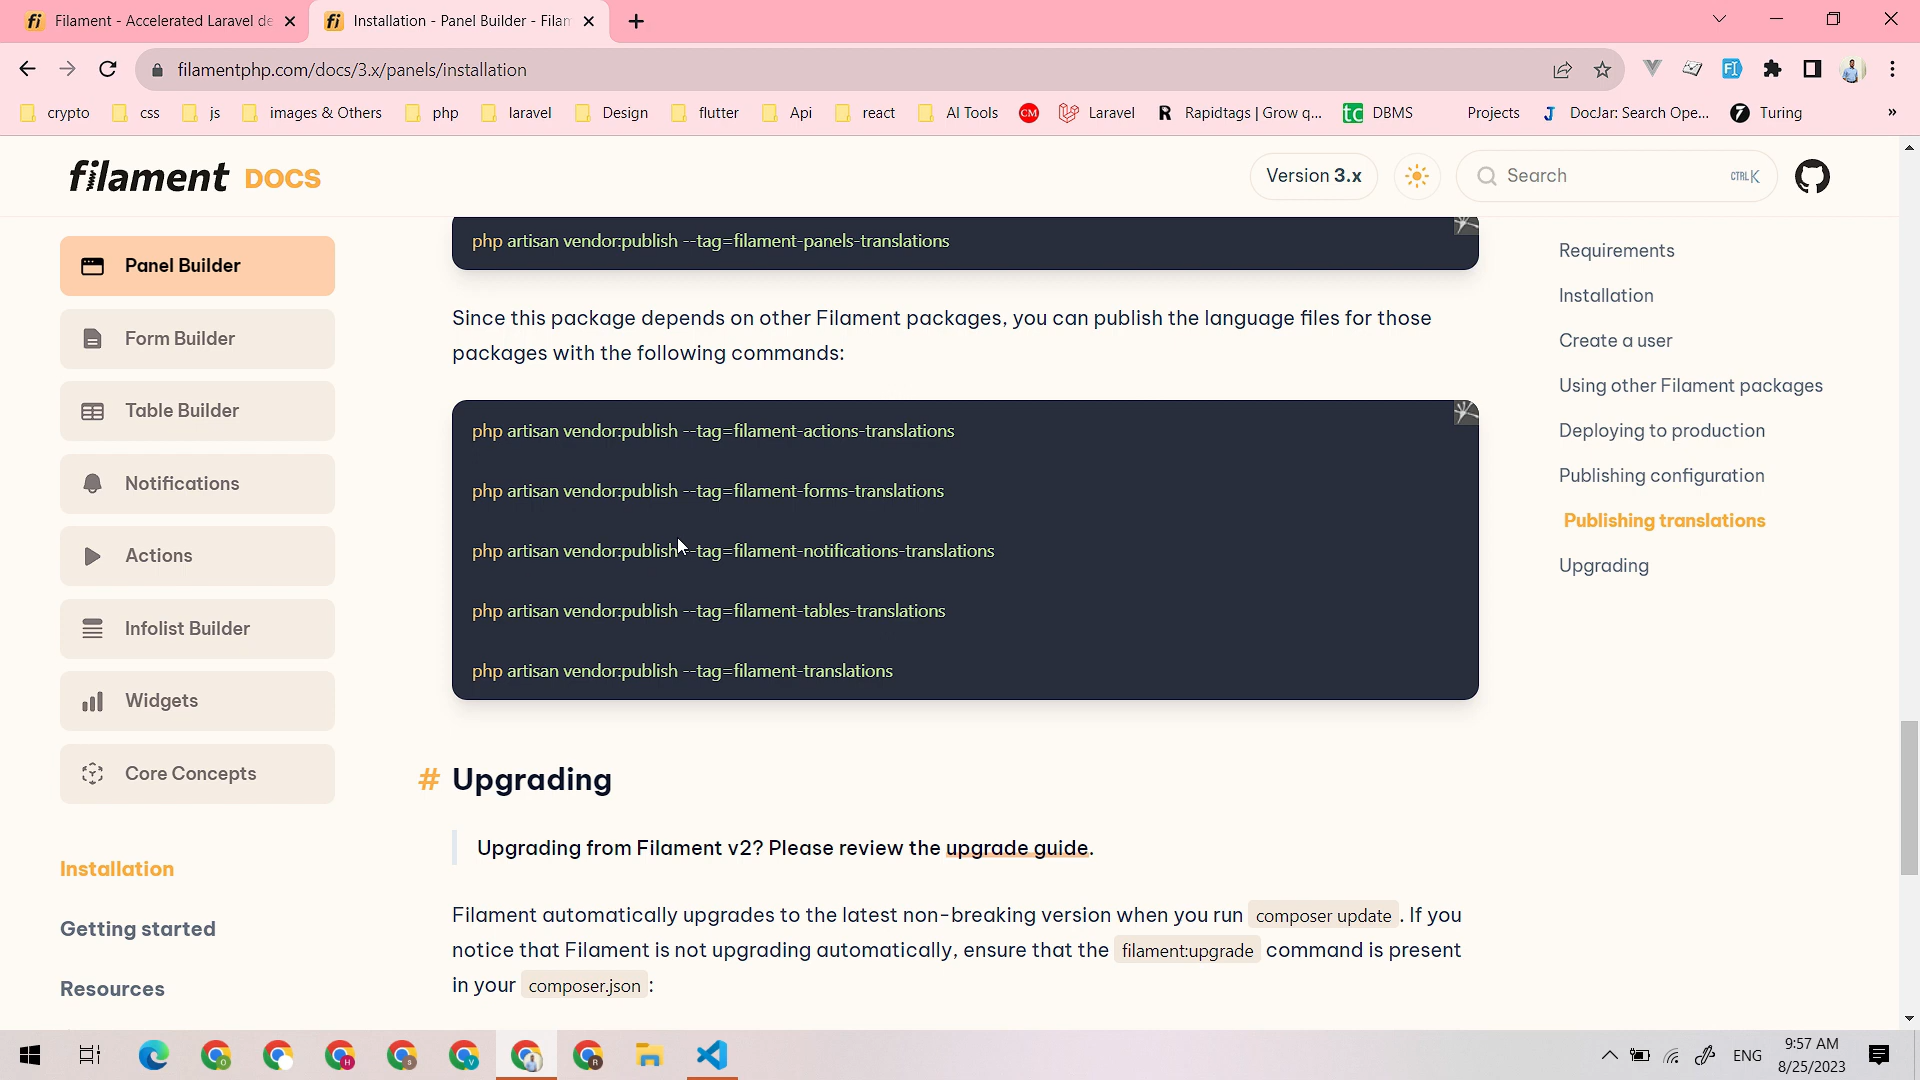 Filament - Accelerated Laravel de
Installation - Panel Builder - Filam
filamentphp.com/docs/3.x/panels/installation
crypto
css
js
images & Others
php
laravel
Design
flutter
Api
react
AI Tools
CM
Laravel
R Rapidtags | Grow q...
tc DBMS
Projects
J DocJar: Search Ope...
Turing
»
filament DOCS
Version 3.x
Search
CTRL K
Panel Builder
Form Builder
Table Builder
Notifications
Actions
Infolist Builder
Widgets
Core Concepts
Installation
Getting started
Resources
php artisan vendor:publish --tag=filament-panels-translations
Since this package depends on other Filament packages, you can publish the language files for those
packages with the following commands:
php artisan vendor:publish --tag=filament-actions-translations
php artisan vendor:publish --tag=filament-forms-translations
php artisan vendor:publish --tag=filament-notifications-translations
php artisan vendor:publish --tag=filament-tables-translations
php artisan vendor:publish --tag=filament-translations
# Upgrading
Upgrading from Filament v2? Please review the upgrade guide.
Filament automatically upgrades to the latest non-breaking version when you run composer update . If you
notice that Filament is not upgrading automatically, ensure that the filament:upgrade command is present
in your composer.json :
Requirements
Installation
Create a user
Using other Filament packages
Deploying to production
Publishing configuration
Publishing translations
Upgrading
ENG
9:57 AM
8/25/2023